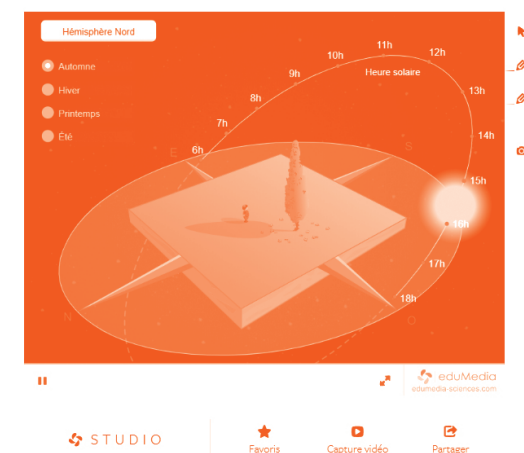 Hémisphère Nord
Automne
Hiver
Printemps
Été
Heure solaire
6h
7h
8h
9h
10h
11h
12h
13h
14h
15h
16h
17h
18h
E
S
N
O
eduMedia
edumedia-sciences.com
STUDIO
Favoris
Capture vidéo
Partager